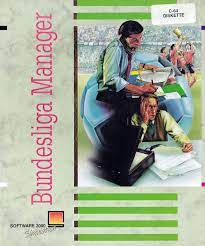 C-64
DISKETTE
Bundesliga Manager
SOFTWARE 2000